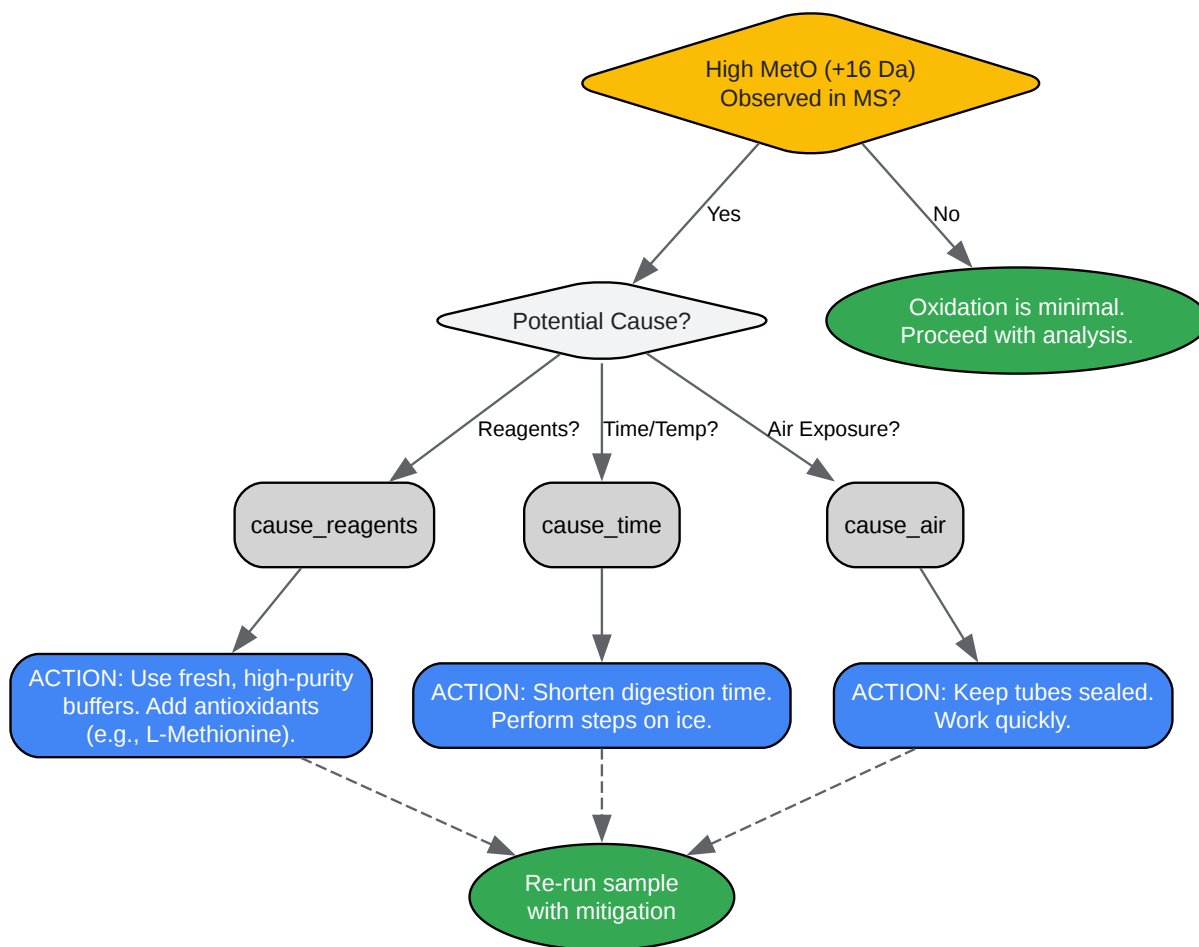 High MetO (+16 Da)
Observed in MS?
Yes
No
Potential Cause?
Oxidation is minimal.
Proceed with analysis.
Reagents?
Time/Temp?
Air Exposure?
cause_reagents
cause_time
cause_air
ACTION: Use fresh, high-purity
buffers. Add antioxidants
(e.g., L-Methionine).
ACTION: Shorten digestion time.
Perform steps on ice.
ACTION: Keep tubes sealed.
Work quickly.
Re-run sample
with mitigation